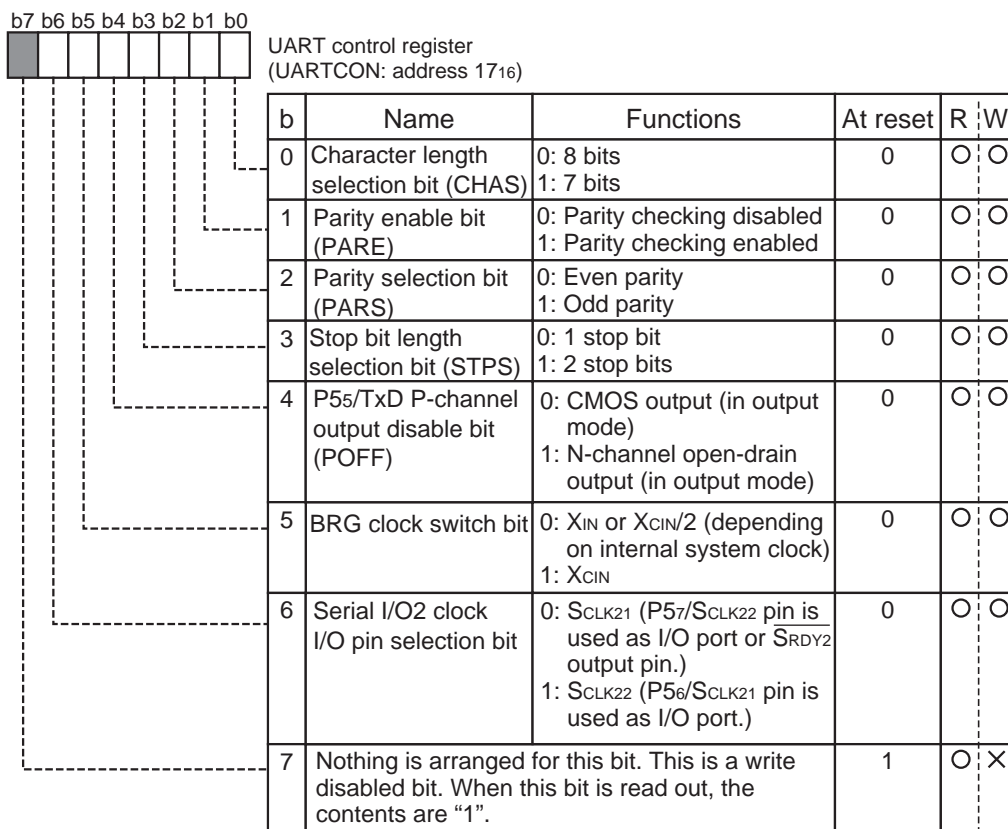 b7 b6 b5 b4 b3 b2 b1 b0
UART control register
(UARTCON: address 1716)
b Name Functions At reset R W
0 Character length selection bit (CHAS) 0: 8 bits 1: 7 bits 0 O O
1 Parity enable bit (PARE) 0: Parity checking disabled 1: Parity checking enabled 0 O O
2 Parity selection bit (PARS) 0: Even parity 1: Odd parity 0 O O
3 Stop bit length selection bit (STPS) 0: 1 stop bit 1: 2 stop bits 0 O O
4 P55/TxD P-channel output disable bit (POFF) 0: CMOS output (in output mode) 1: N-channel open-drain output (in output mode) 0 O O
5 BRG clock switch bit 0: XIN or XCIN/2 (depending on internal system clock) 1: XCIN 0 O O
6 Serial I/O2 clock I/O pin selection bit 0: SCLK21 (P57/SCLK22 pin is used as I/O port or SRDY2 output pin.) 1: SCLK22 (P56/SCLK21 pin is used as I/O port.) 0 O O
7 Nothing is arranged for this bit. This is a write disabled bit. When this bit is read out, the contents are “1”. 1 O ×